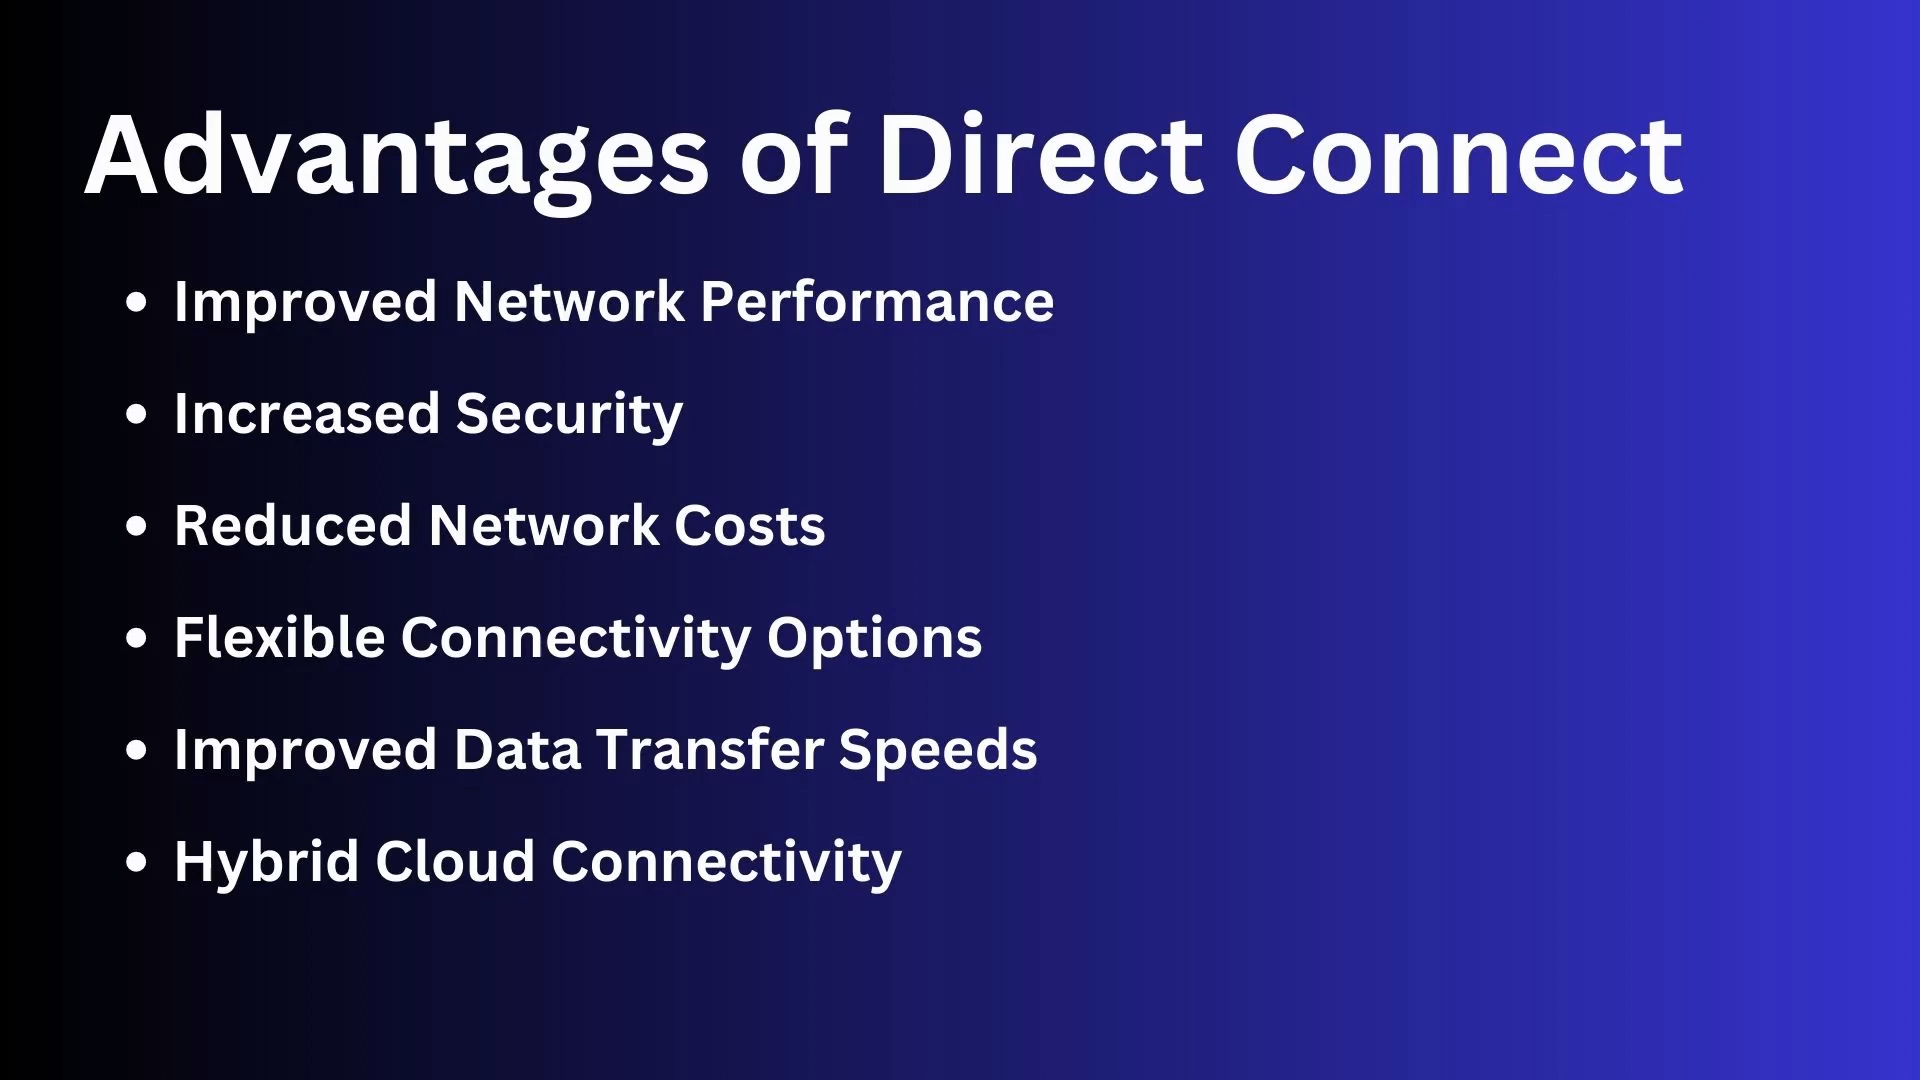 Advantages of Direct Connect
• Improved Network Performance
• Increased Security
• Reduced Network Costs
• Flexible Connectivity Options
• Improved Data Transfer Speeds
• Hybrid Cloud Connectivity